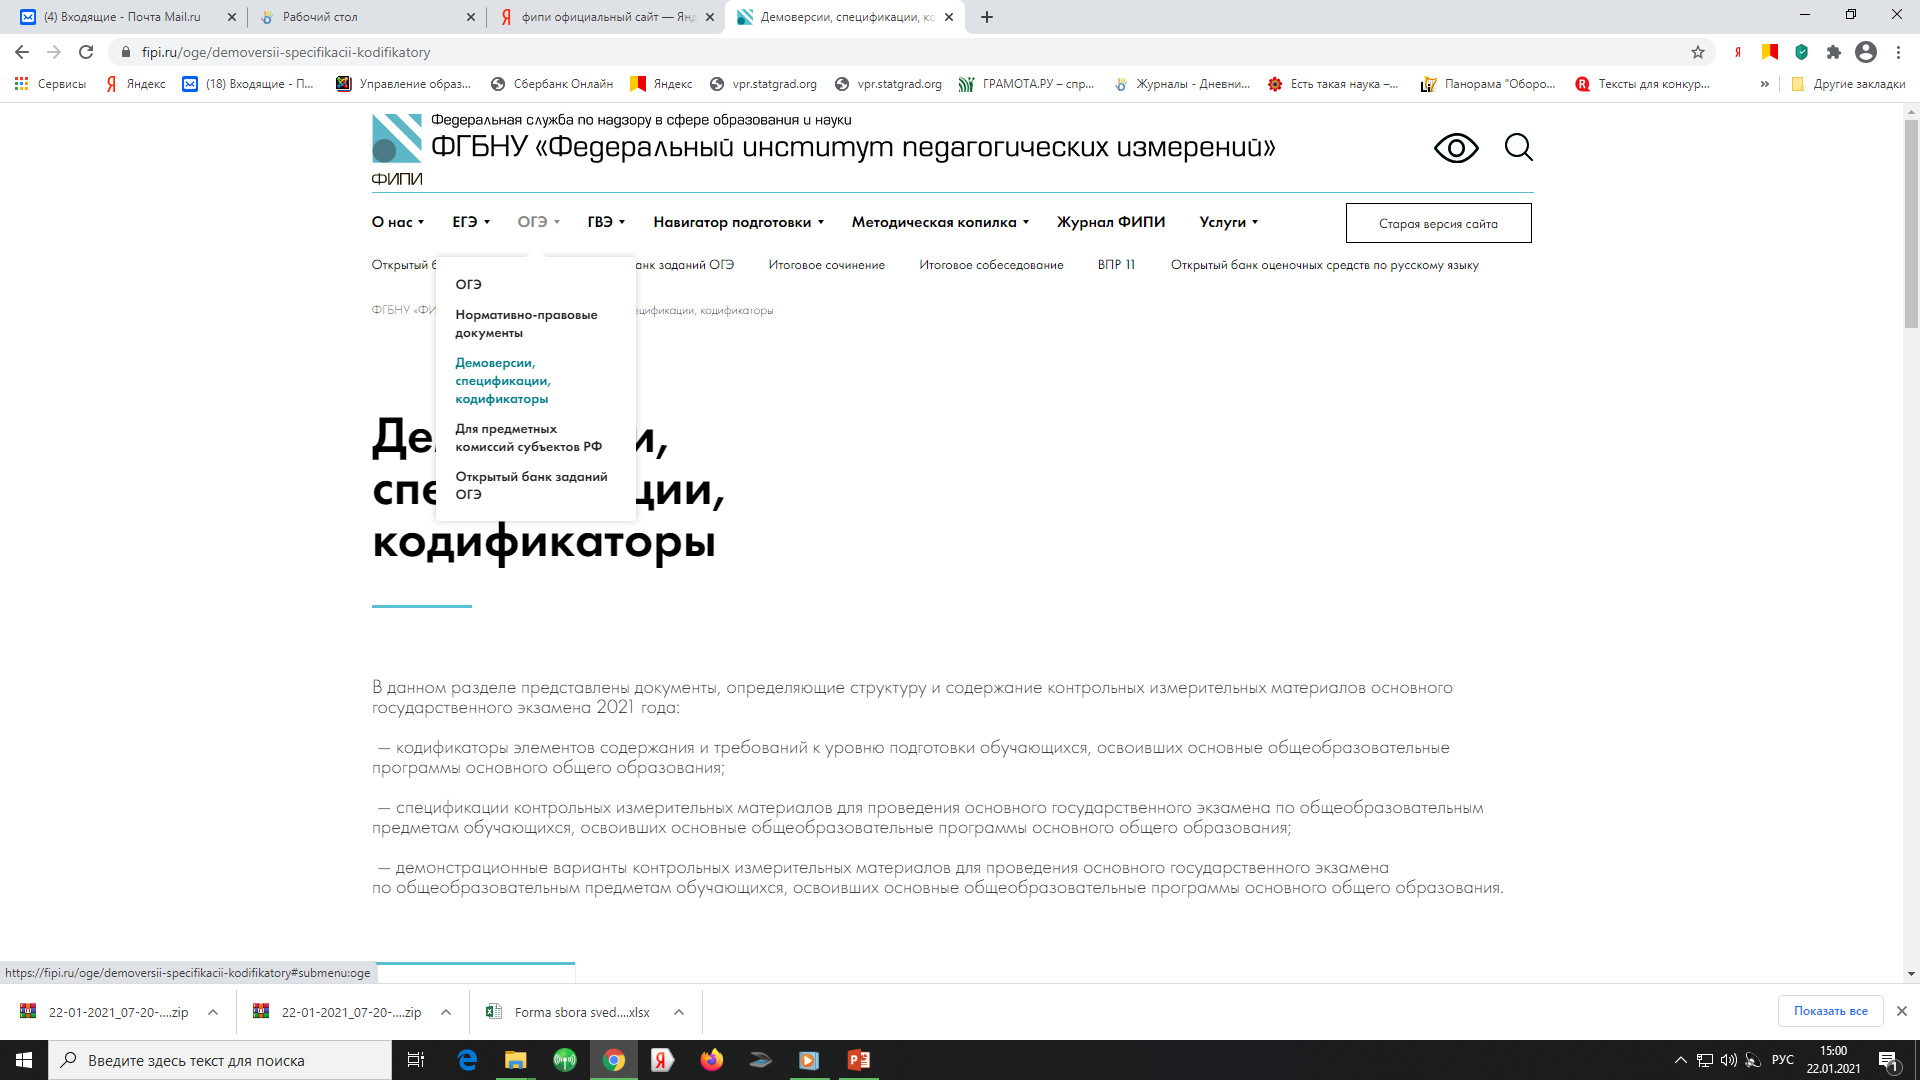 (4) Входящие - Почта Mail.ru
Рабочий стол
фипи официальный сайт — Янд
Демоверсии, спецификации, ко
fipi.ru/oge/demoversii-specifikacii-kodifikatory
Сервисы
Яндекс
(18) Входящие - П...
Управление образ...
Сбербанк Онлайн
Яндекс
vpr.statgrad.org
vpr.statgrad.org
ГРАМОТА.РУ – спр...
Журналы - Дневни...
Есть такая наука –...
Панорама "Оборо...
Тексты для конкур...
»
Другие закладки
Федеральная служба по надзору в сфере образования и науки
ФГБНУ «Федеральный институт педагогических измерений»
ФИПИ
О нас
ЕГЭ
ОГЭ
ГВЭ
Навигатор подготовки
Методическая копилка
Журнал ФИПИ
Услуги
Старая версия сайта
Открытый б
анк заданий ОГЭ
Итоговое сочинение
Итоговое собеседование
ВПР 11
Открытый банк оценочных средств по русскому языку
ФГБНУ «ФИ
ецификации, кодификаторы
ОГЭ
Нормативно-правовые
документы
Демоверсии,
спецификации,
кодификаторы
Для предметных
комиссий субъектов РФ
Открытый банк заданий
ОГЭ
Де и,
спе ции,
кодификаторы
В данном разделе представлены документы, определяющие структуру и содержание контрольных измерительных материалов основного
государственного экзамена 2021 года:
— кодификаторы элементов содержания и требований к уровню подготовки обучающихся, освоивших основные общеобразовательные
программы основного общего образования;
— спецификации контрольных измерительных материалов для проведения основного государственного экзамена по общеобразовательным
предметам обучающихся, освоивших основные общеобразовательные программы основного общего образования;
— демонстрационные варианты контрольных измерительных материалов для проведения основного государственного экзамена
по общеобразовательным предметам обучающихся, освоивших основные общеобразовательные программы основного общего образования.
https://fipi.ru/oge/demoversii-specifikacii-kodifikatory#submenu:oge
22-01-2021_07-20-....zip
22-01-2021_07-20-....zip
Forma sbora sved....xlsx
Показать все
Введите здесь текст для поиска
РУС
15:00
22.01.2021
1